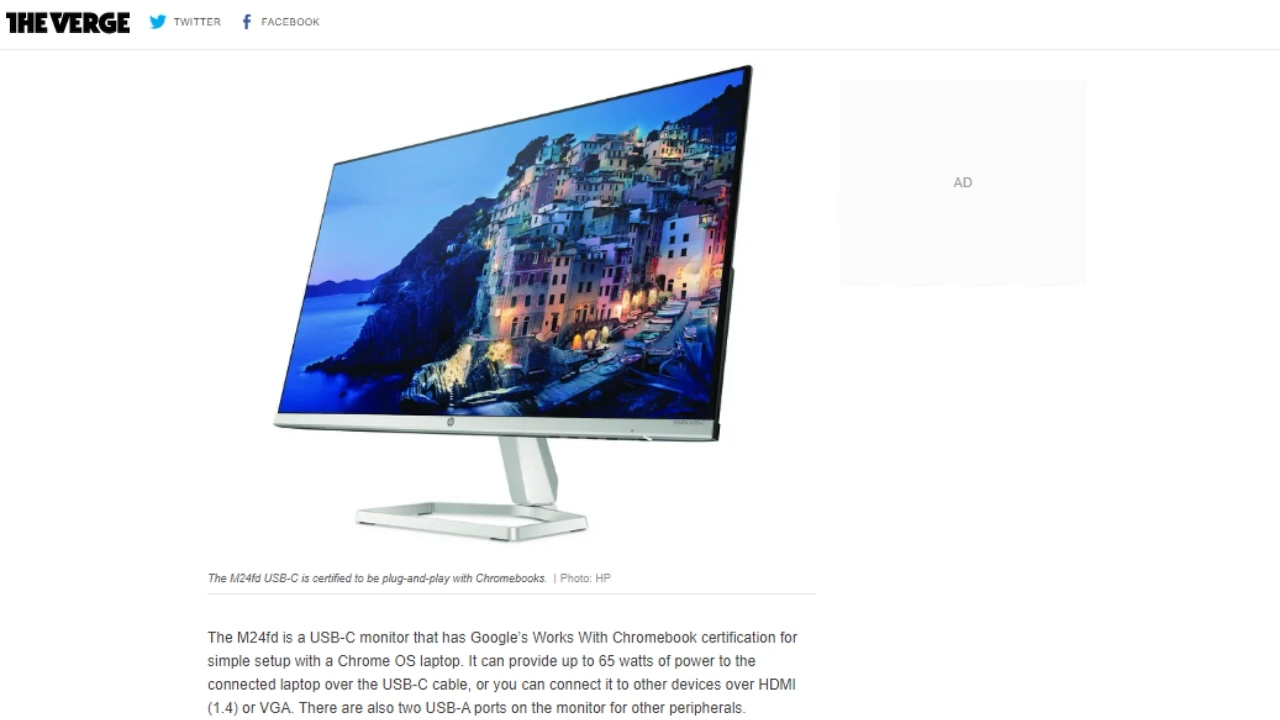 THE VERGE TWITTER FACEBOOK
AD
The M24fd USB-C is certified to be plug-and-play with Chromebooks. | Photo: HP
The M24fd is a USB-C monitor that has Google's Works With Chromebook certification for
simple setup with a Chrome OS laptop. It can provide up to 65 watts of power to the
connected laptop over the USB-C cable, or you can connect it to other devices over HDMI
(1.4) or VGA. There are also two USB-A ports on the monitor for other peripherals.